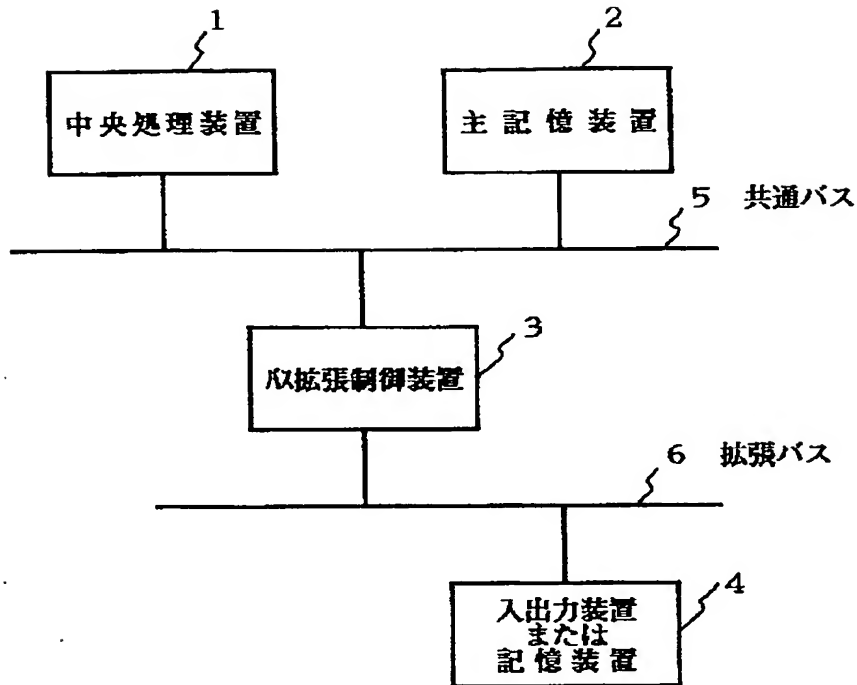 1
2
中央処理装置
主記憶装置
5 共通バス
3
バス拡張制御装置
6 拡張バス
4
入出力装置
または
記憶装置